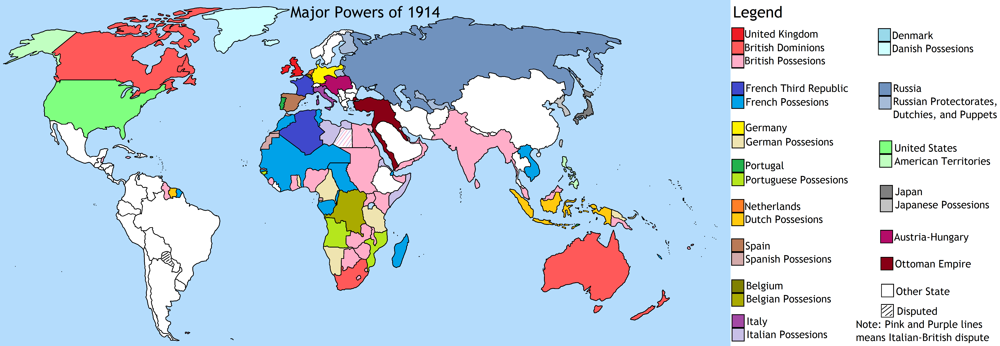 Major Powers of 1914
Legend
United Kingdom
British Dominions
British Possesions
French Third Republic
French Possesions
Germany
German Possesions
Portugal
Portuguese Possesions
Netherlands
Dutch Possesions
Spain
Spanish Possesions
Belgium
Belgian Possesions
Italy
Italian Possesions
Denmark
Danish Possesions
Russia
Russian Protectorates,
Dutchies, and Puppets
United States
American Territories
Japan
Japanese Possesions
Austria-Hungary
Ottoman Empire
Other State
Disputed
Note: Pink and Purple lines
means Italian-British dispute